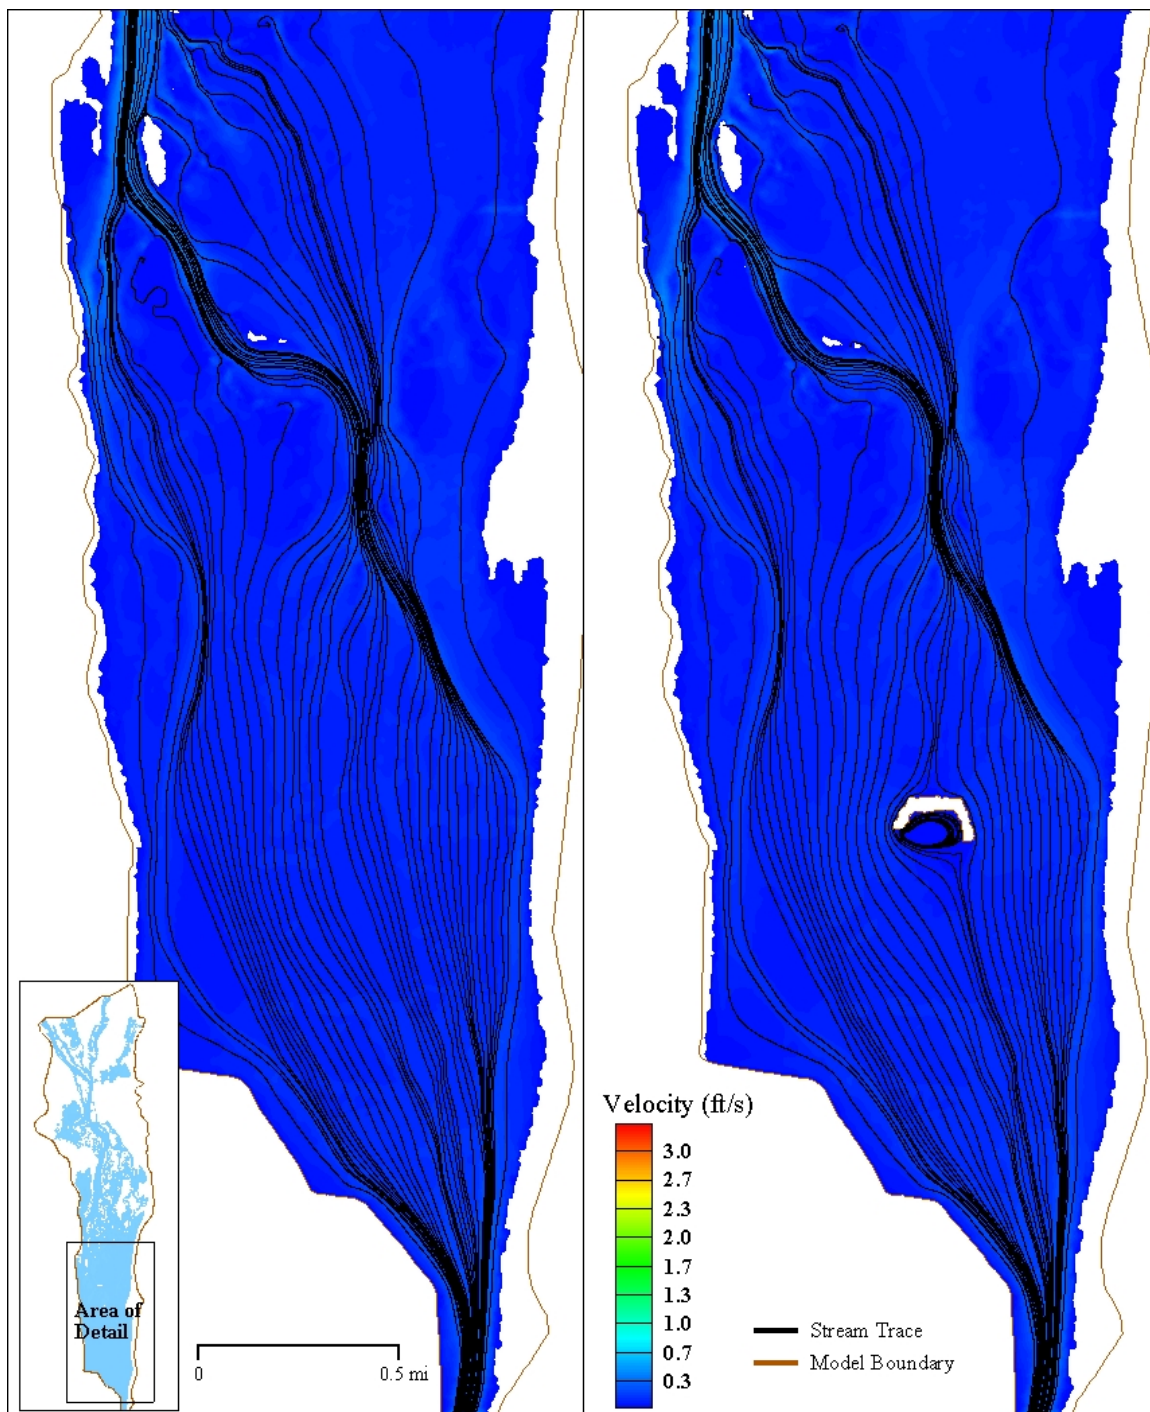 Velocity (ft/s)
3.0
2.7
2.3
2.0
1.7
1.3
1.0
0.7
0.3
Stream Trace
Model Boundary
Area of
Detail
0
0.5 mi